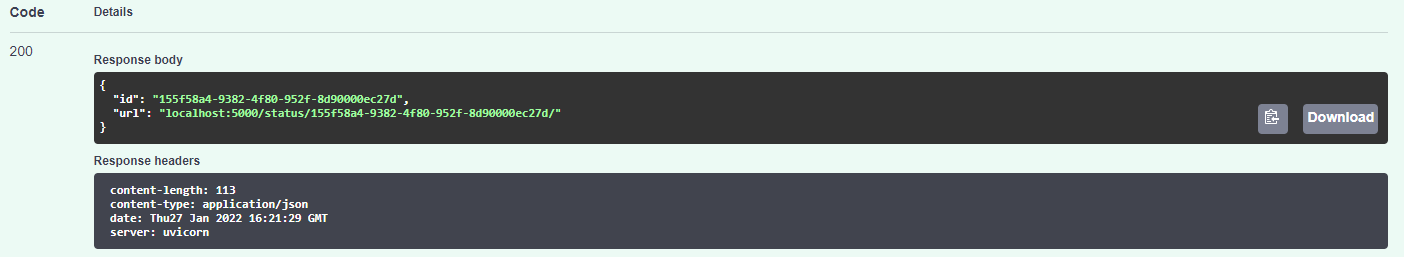 Code Details
200
Response body
{
"id": "155f58a4-9382-4f80-952f-8d90000ec27d",
"url": "localhost:5000/status/155f58a4-9382-4f80-952f-8d90000ec27d/"
}
Download
Response headers
content-length: 113
content-type: application/json
date: Thu27 Jan 2022 16:21:29 GMT
server: uvicorn